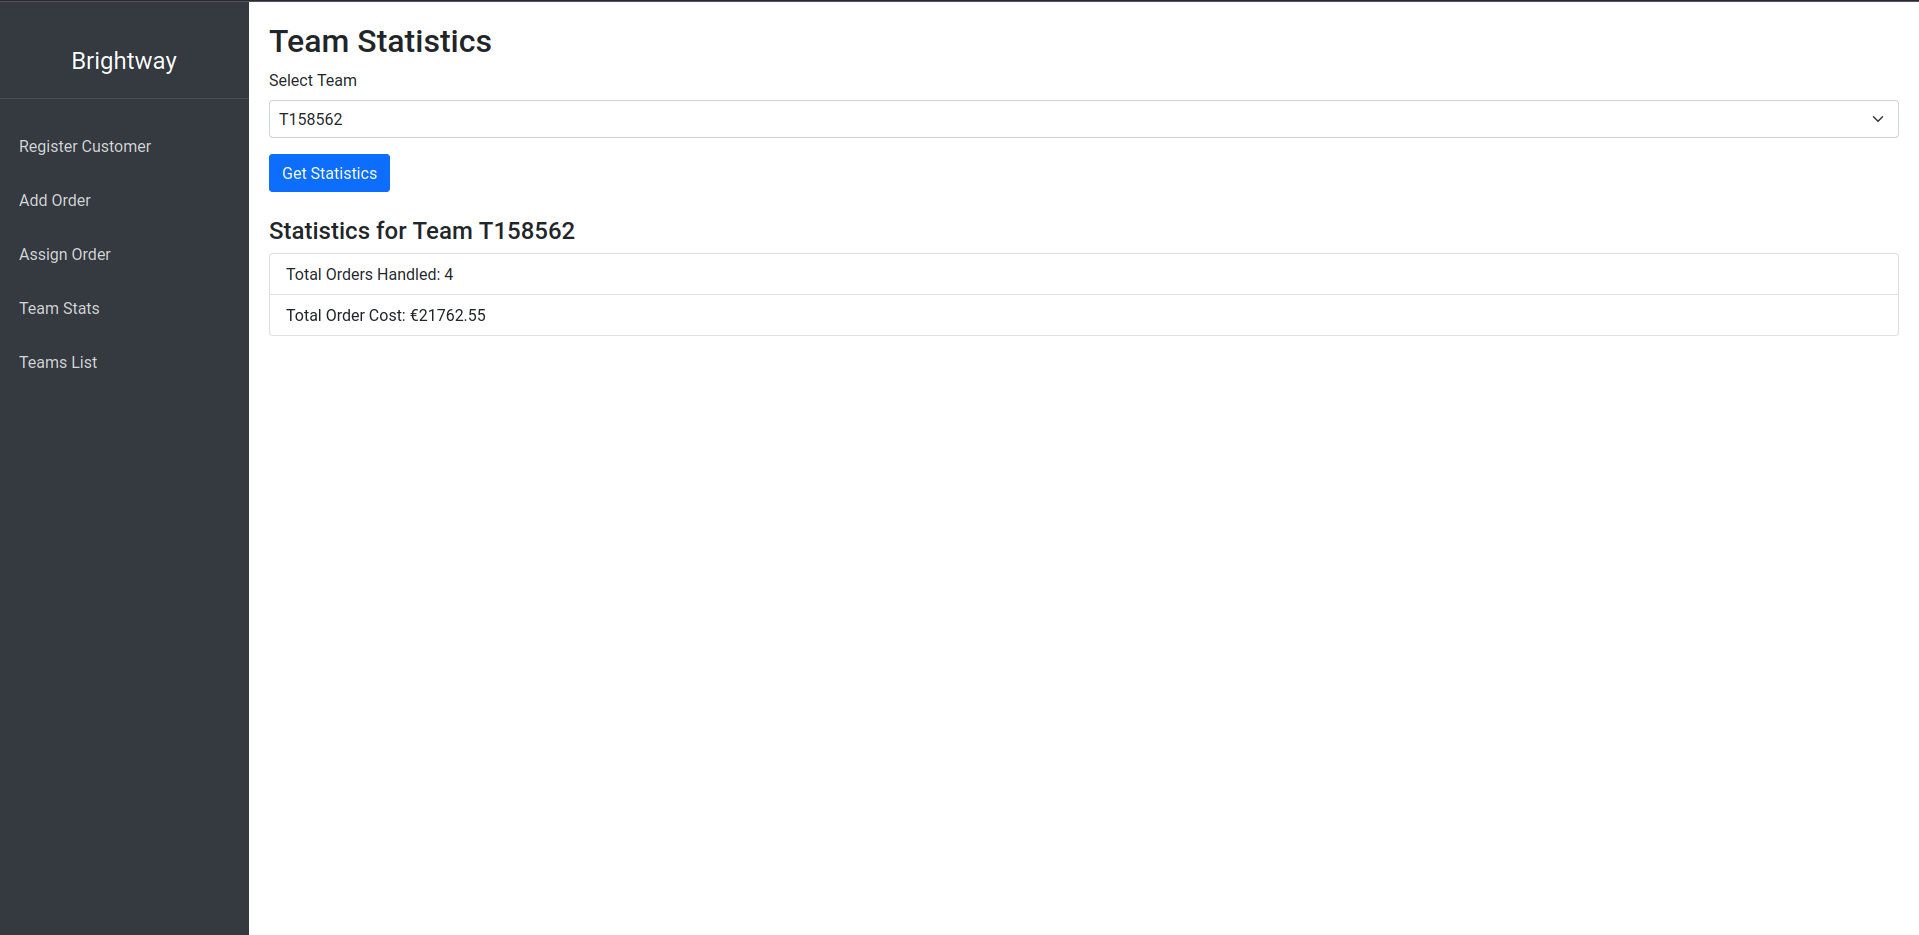 Brightway
Register Customer
Add Order
Assign Order
Team Stats
Teams List
Team Statistics
Select Team
T158562
Get Statistics
Statistics for Team T158562
Total Orders Handled: 4
Total Order Cost: €21762.55